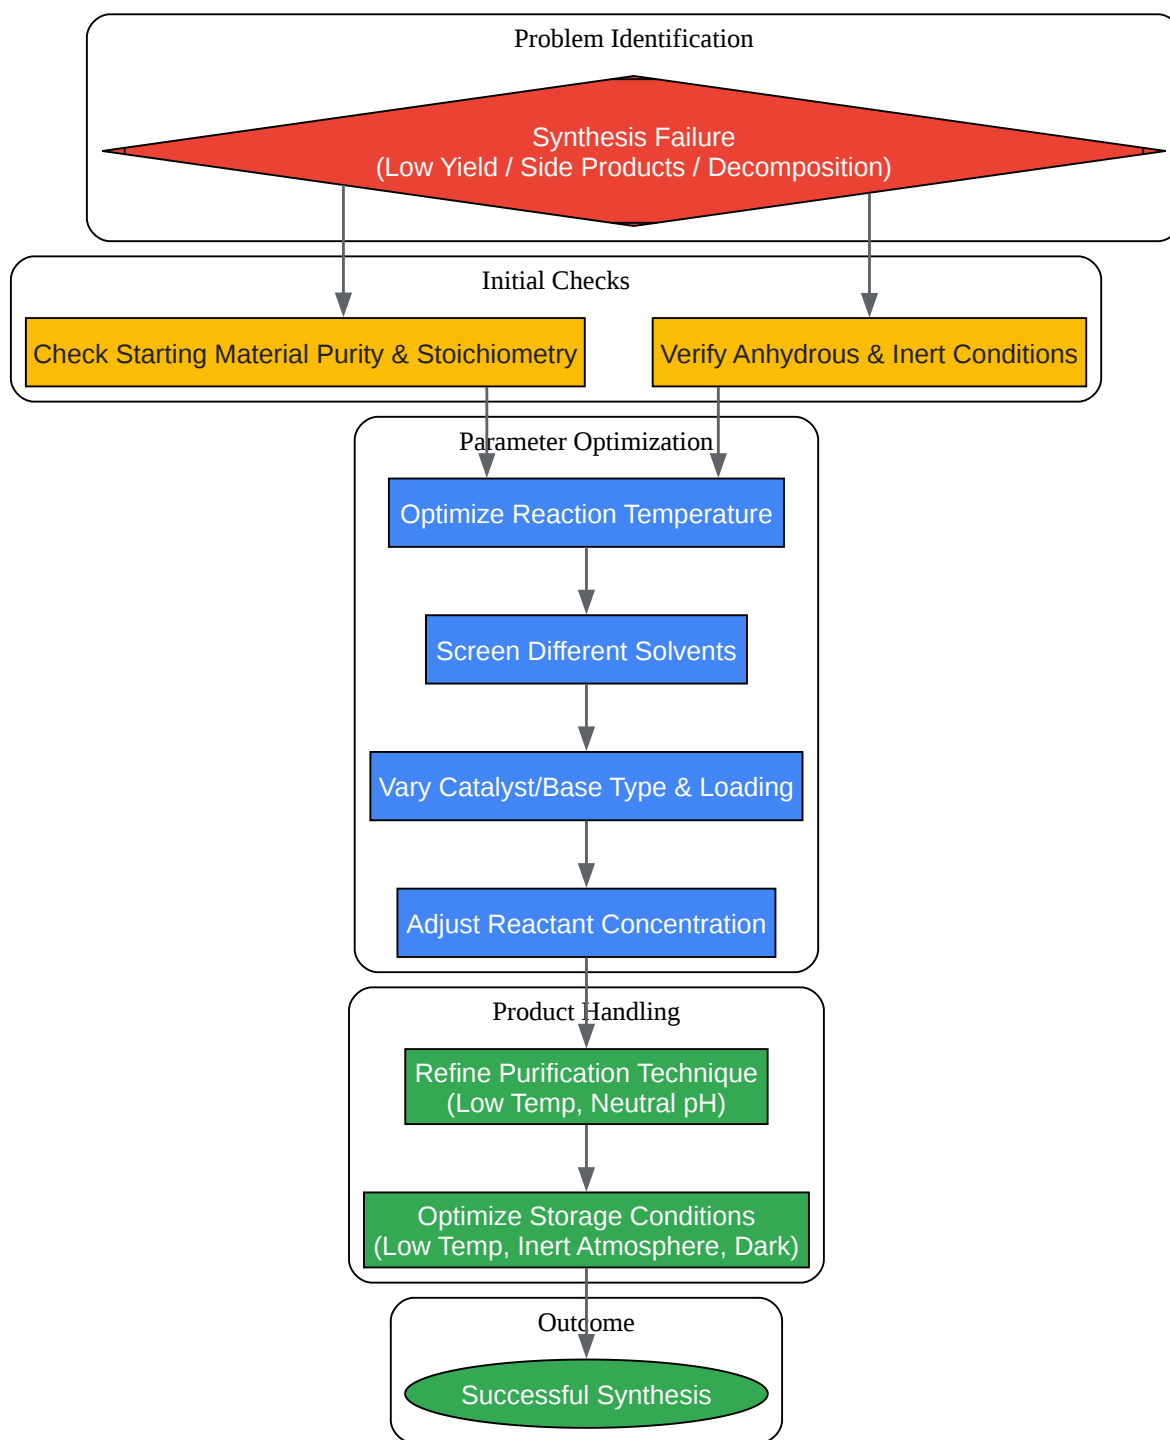 Problem Identification
Synthesis Failure
(Low Yield / Side Products / Decomposition)
Initial Checks
Check Starting Material Purity & Stoichiometry
Verify Anhydrous & Inert Conditions
Parameter Optimization
Optimize Reaction Temperature
Screen Different Solvents
Vary Catalyst/Base Type & Loading
Adjust Reactant Concentration
Product Handling
Refine Purification Technique
(Low Temp, Neutral pH)
Optimize Storage Conditions
(Low Temp, Inert Atmosphere, Dark)
Outcome
Successful Synthesis